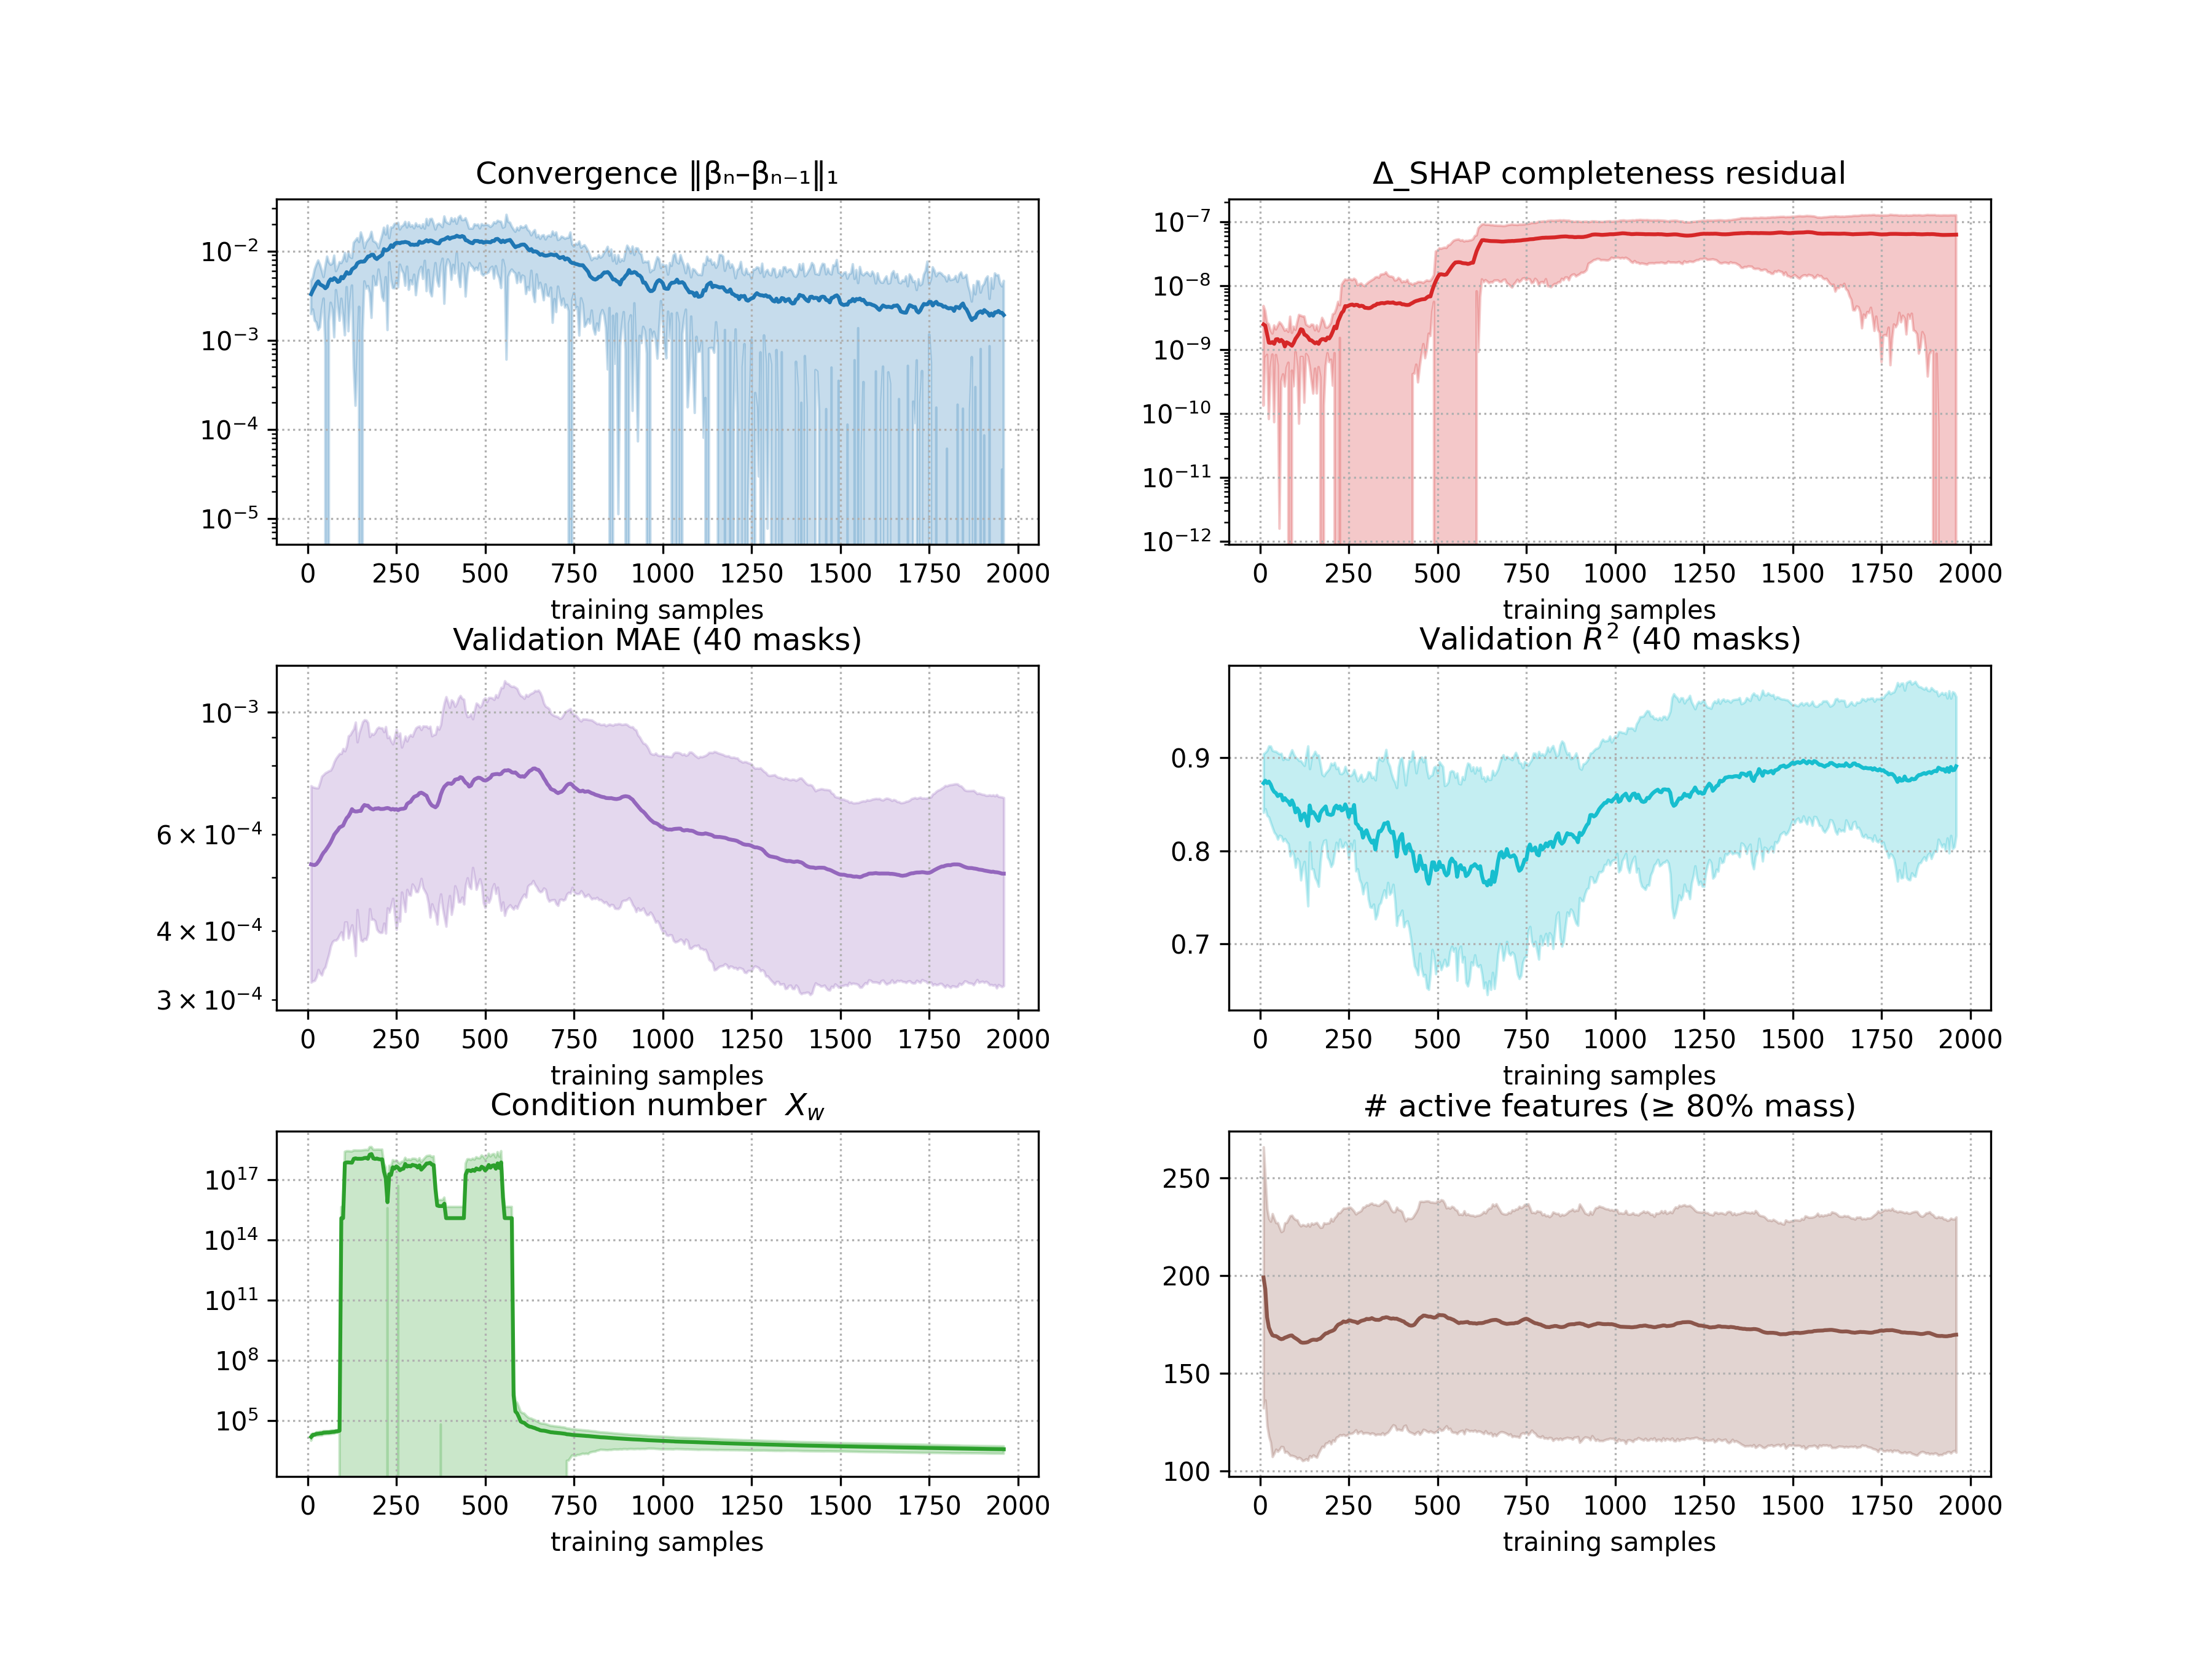 Convergence ‖βₙ–βₙ₋₁‖₁
10⁻²
10⁻³
10⁻⁴
10⁻⁵
0 250 500 750 1000 1250 1500 1750 2000
training samples
Δ_SHAP completeness residual
10⁻⁷
10⁻⁸
10⁻⁹
10⁻¹⁰
10⁻¹¹
10⁻¹²
0 250 500 750 1000 1250 1500 1750 2000
training samples
Validation MAE (40 masks)
10⁻³
6 × 10⁻⁴
4 × 10⁻⁴
3 × 10⁻⁴
0 250 500 750 1000 1250 1500 1750 2000
training samples
Validation R² (40 masks)
0.9
0.8
0.7
0 250 500 750 1000 1250 1500 1750 2000
training samples
Condition number X_w
10¹⁷
10¹⁴
10¹¹
10⁸
10⁵
0 250 500 750 1000 1250 1500 1750 2000
training samples
# active features (≥ 80% mass)
250
200
150
100
0 250 500 750 1000 1250 1500 1750 2000
training samples